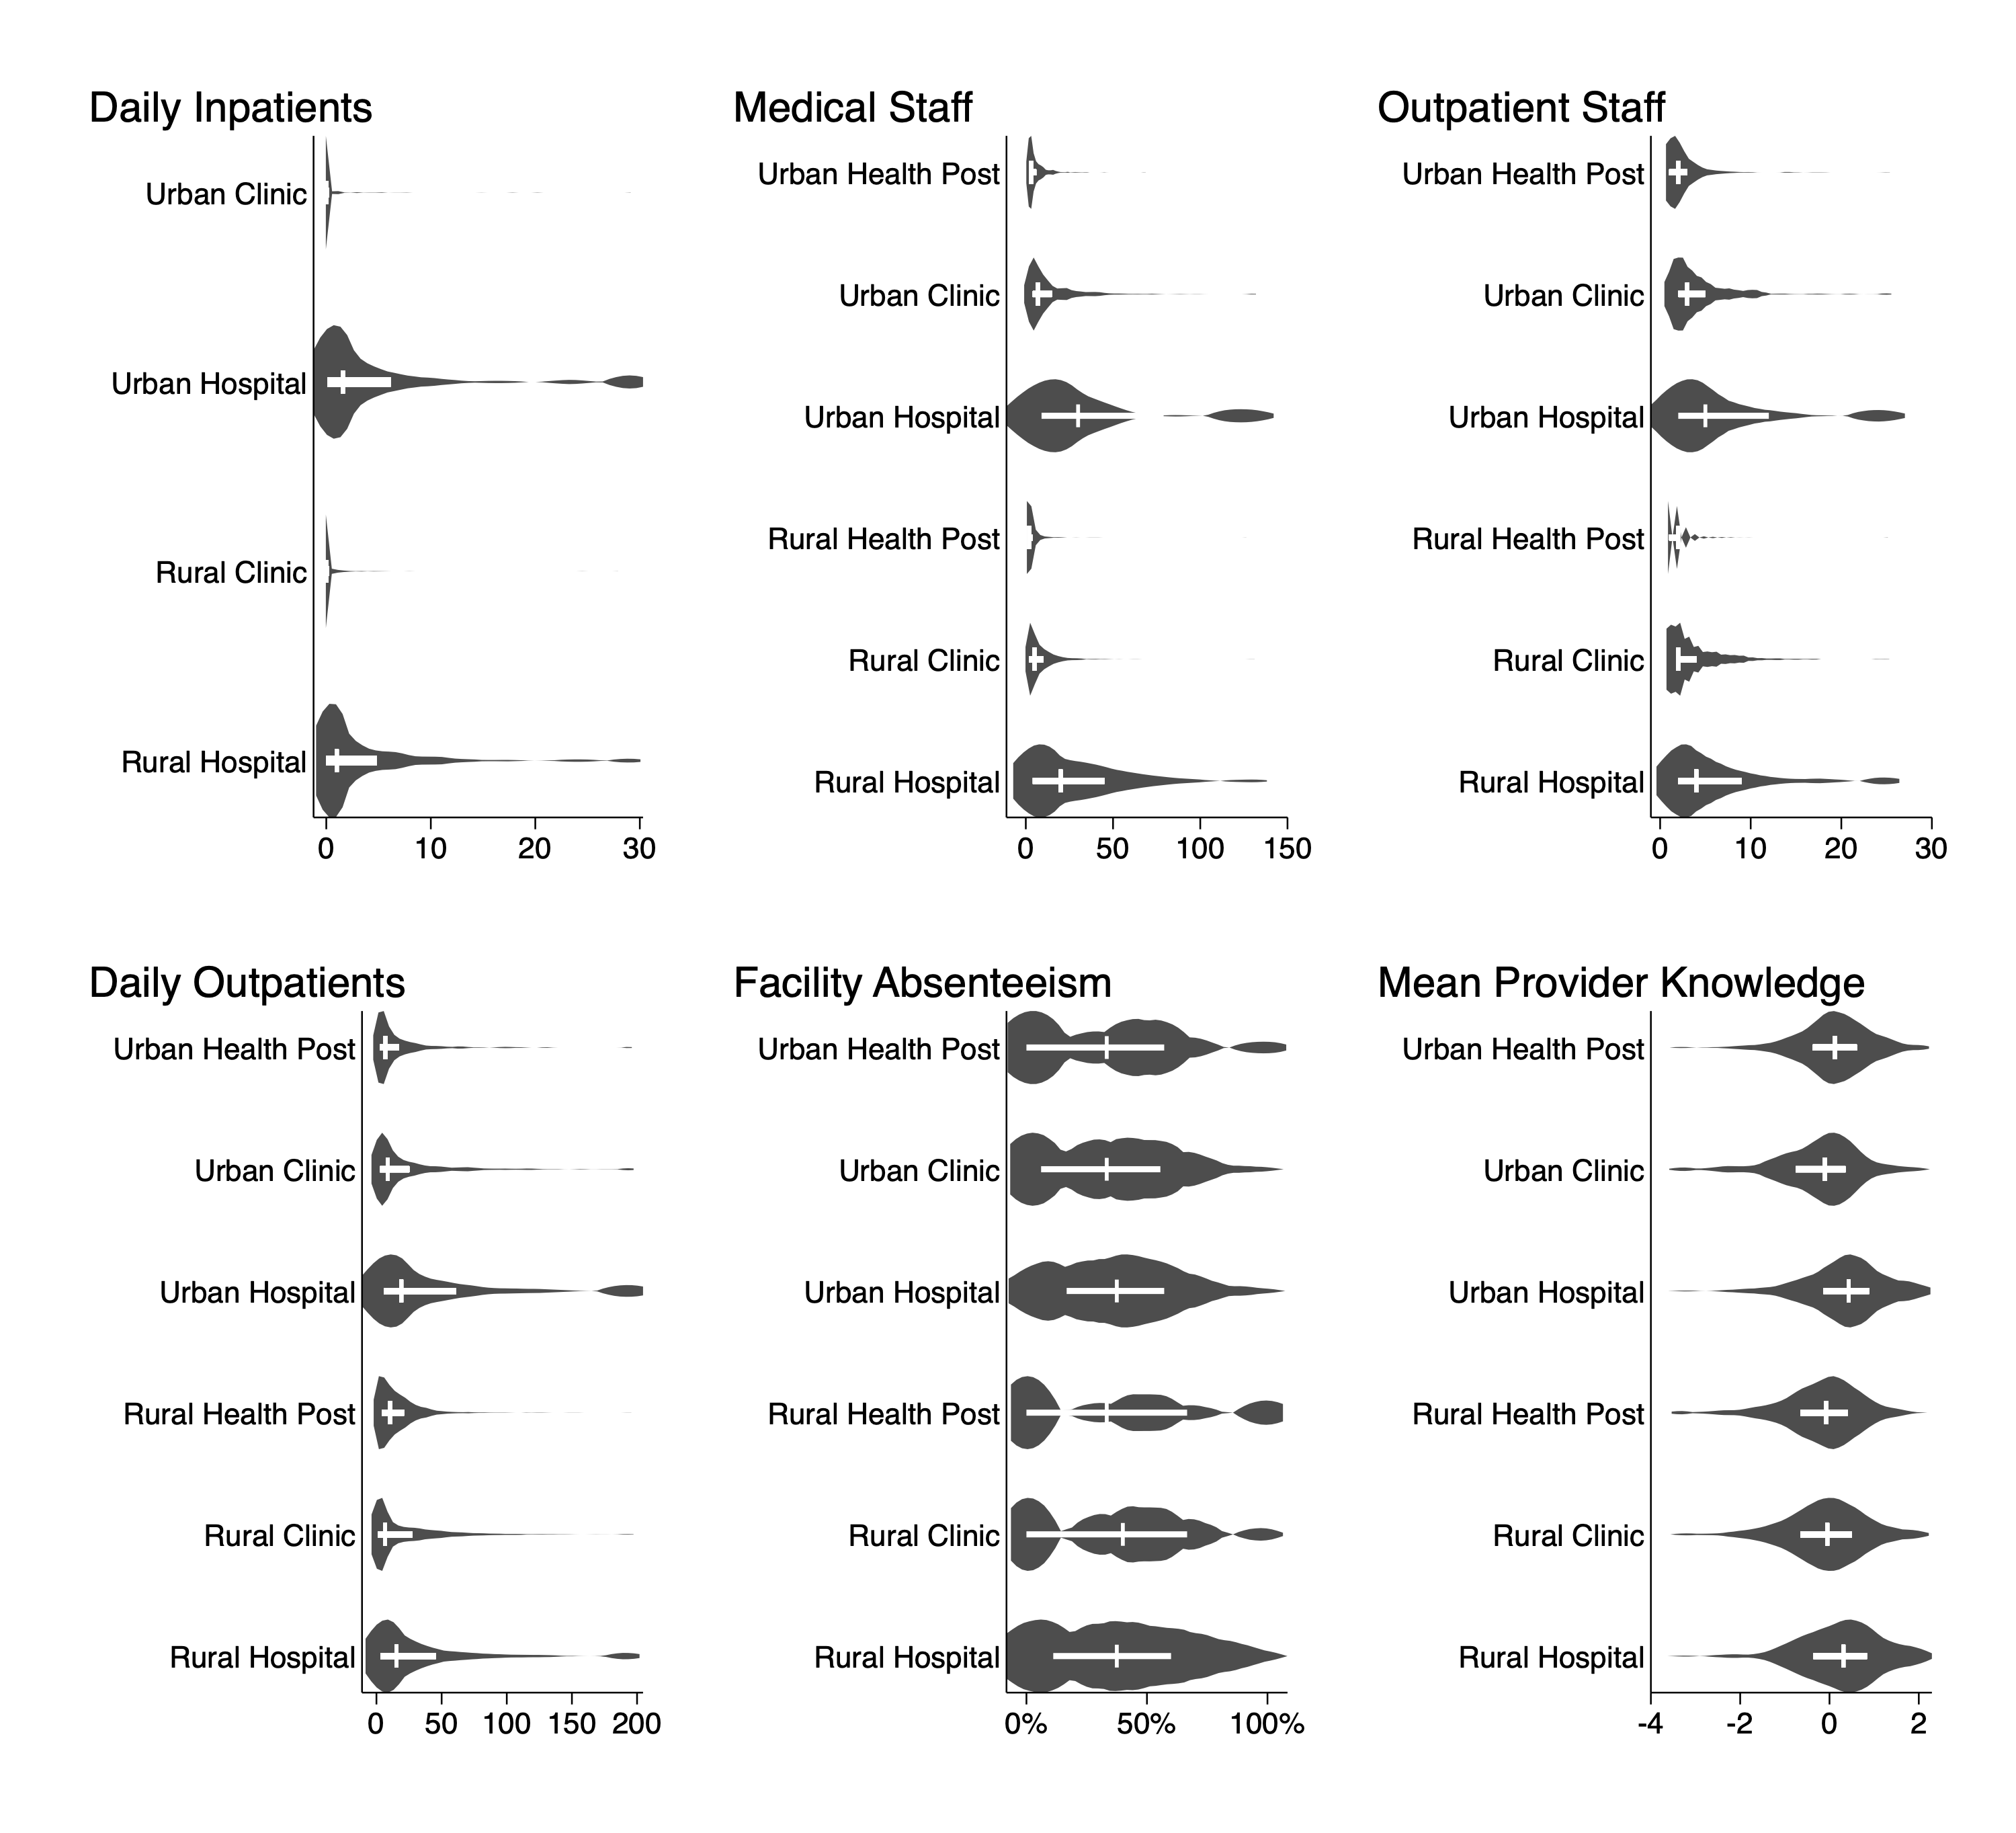 Daily Inpatients
Urban Clinic
Urban Hospital
Rural Clinic
Rural Hospital
0 10 20 30
Medical Staff
Urban Health Post
Urban Clinic
Urban Hospital
Rural Health Post
Rural Clinic
Rural Hospital
0 50 100 150
Outpatient Staff
Urban Health Post
Urban Clinic
Urban Hospital
Rural Health Post
Rural Clinic
Rural Hospital
0 10 20 30
Daily Outpatients
Urban Health Post
Urban Clinic
Urban Hospital
Rural Health Post
Rural Clinic
Rural Hospital
0 50 100 150 200
Facility Absenteeism
Urban Health Post
Urban Clinic
Urban Hospital
Rural Health Post
Rural Clinic
Rural Hospital
0% 50% 100%
Mean Provider Knowledge
Urban Health Post
Urban Clinic
Urban Hospital
Rural Health Post
Rural Clinic
Rural Hospital
-4 -2 0 2